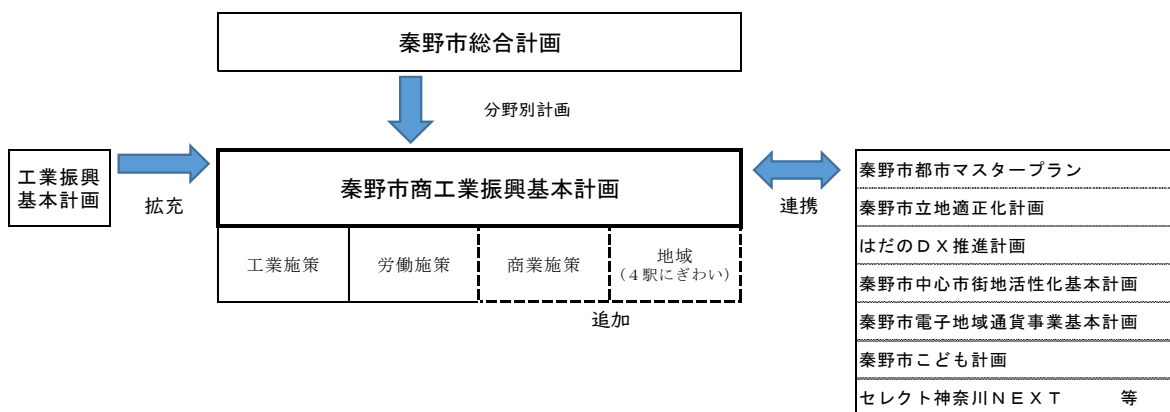 秦野市総合計画
分野別計画
工業振興
基本計画
拡充
秦野市商工業振興基本計画
連携
工業施策
労働施策
商業施策
地域
(4駅にぎわい)
追加
秦野市都市マスタープラン
秦野市立地適正化計画
はだのDX推進計画
秦野市中心市街地活性化基本計画
秦野市電子地域通貨事業基本計画
秦野市こども計画
セレクト神奈川NEXT 等